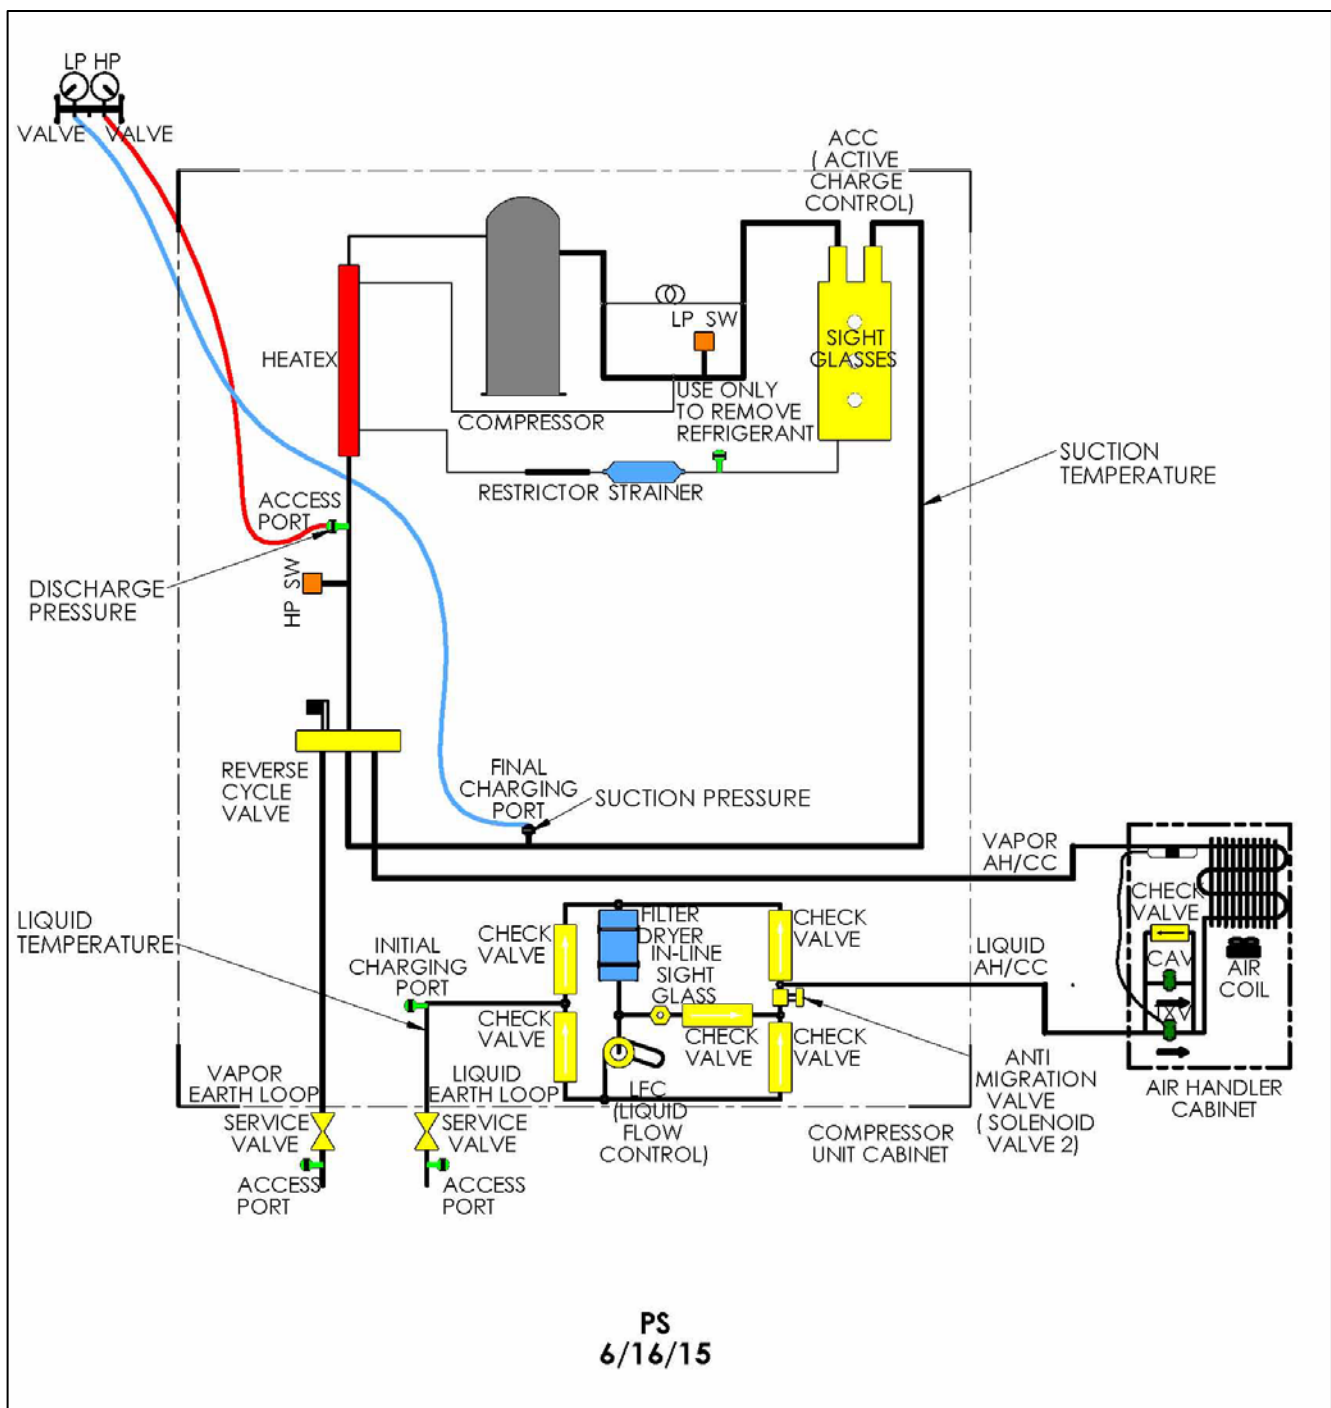 LP HP
VALVE VALVE
ACC
( ACTIVE
CHARGE
CONTROL)
HEATEX
COMPRESSOR
LP SW
USE ONLY
TO REMOVE
REFRIGERANT
SIGHT
GLASSES
SUCTION
TEMPERATURE
RESTRICTOR STRAINER
ACCESS
PORT
DISCHARGE
PRESSURE
HP SW
REVERSE
CYCLE
VALVE
FINAL
CHARGING
PORT
SUCTION PRESSURE
VAPOR
AH/CC
LIQUID
TEMPERATURE
INITIAL
CHARGING
PORT
CHECK
VALVE
FILTER
DRYER
IN-LINE
SIGHT
GLASS
CHECK
VALVE
LIQUID
AH/CC
CHECK
VALVE
CAV
TXV
AIR
COIL
CHECK
VALVE
CHECK
VALVE
CHECK
VALVE
VAPOR
EARTH LOOP
LIQUID
EARTH LOOP
LFC
(LIQUID
FLOW
CONTROL)
ANTI
MIGRATION
VALVE
( SOLENOID
VALVE 2)
AIR HANDLER
CABINET
SERVICE
VALVE
SERVICE
VALVE
COMPRESSOR
UNIT CABINET
ACCESS
PORT
ACCESS
PORT
PS
6/16/15